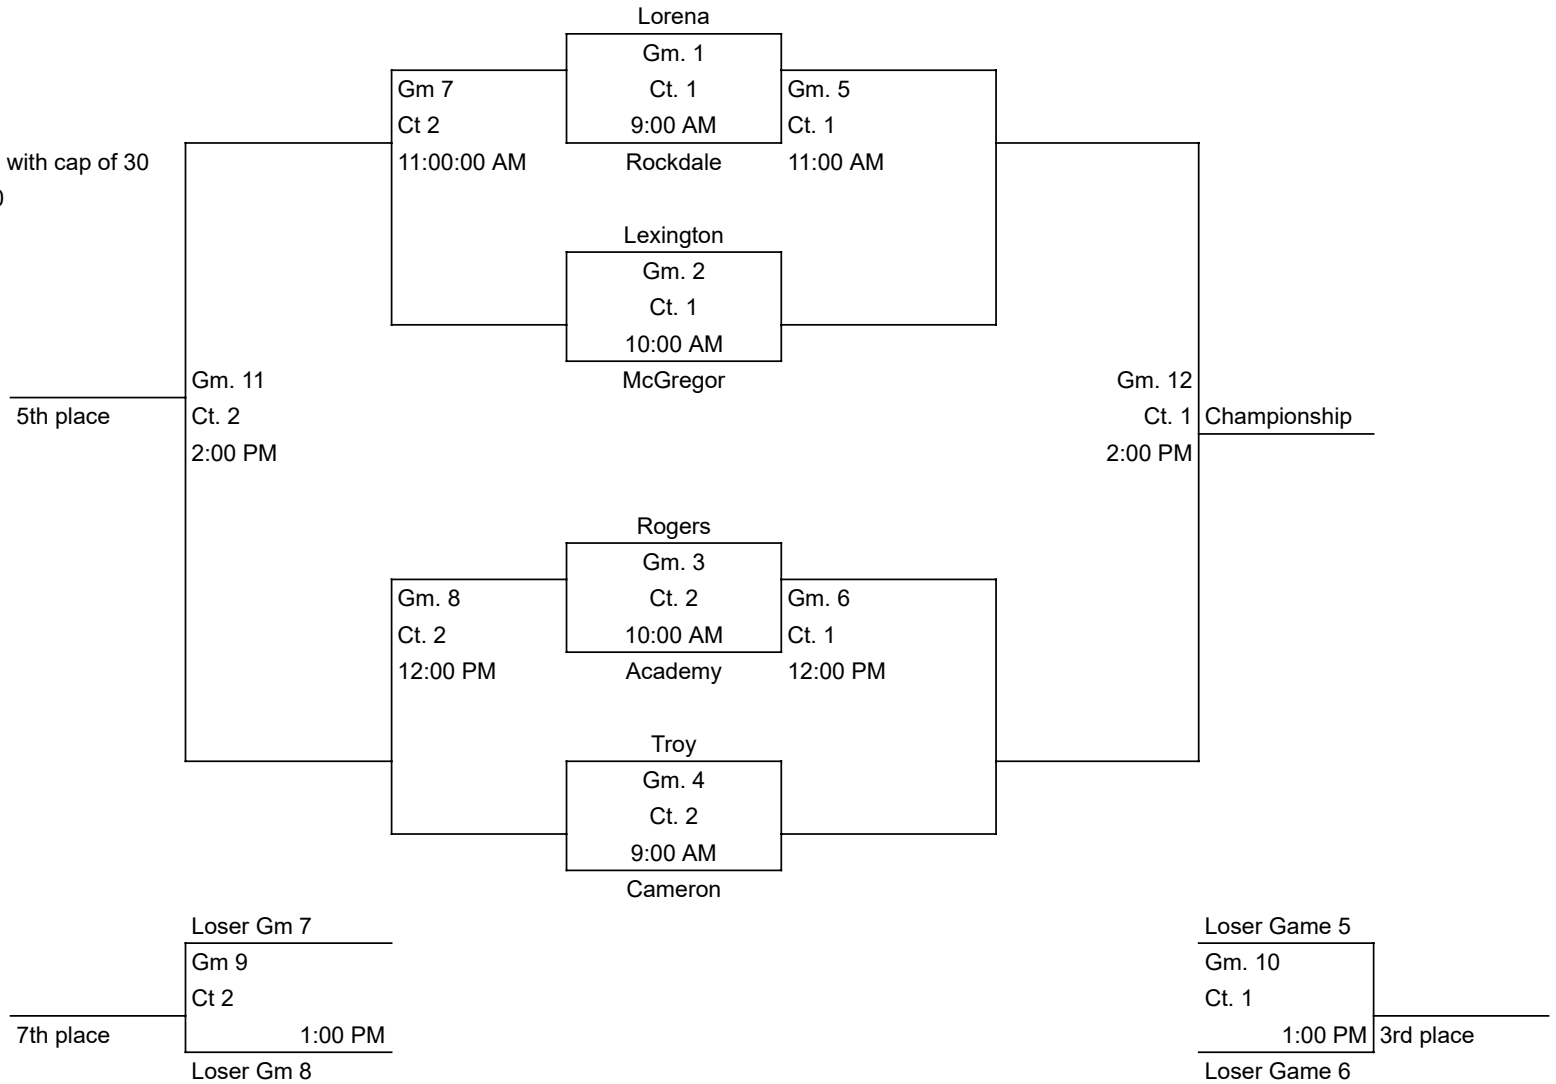 Lorena
Gm. 1
Gm 7
Ct. 1
Gm. 5
Ct 2
9:00 AM
Ct. 1
with cap of 30
11:00:00 AM
Rockdale
11:00 AM
Lexington
Gm. 2
Ct. 1
10:00 AM
Gm. 11
McGregor
Gm. 12
5th place
Ct. 2
Ct. 1
Championship
2:00 PM
2:00 PM
Rogers
Gm. 3
Gm. 8
Ct. 2
Gm. 6
Ct. 2
10:00 AM
Ct. 1
12:00 PM
Academy
12:00 PM
Troy
Gm. 4
Ct. 2
9:00 AM
Cameron
Loser Gm 7
Loser Game 5
Gm 9
Gm. 10
Ct 2
Ct. 1
7th place
1:00 PM
1:00 PM
3rd place
Loser Gm 8
Loser Game 6